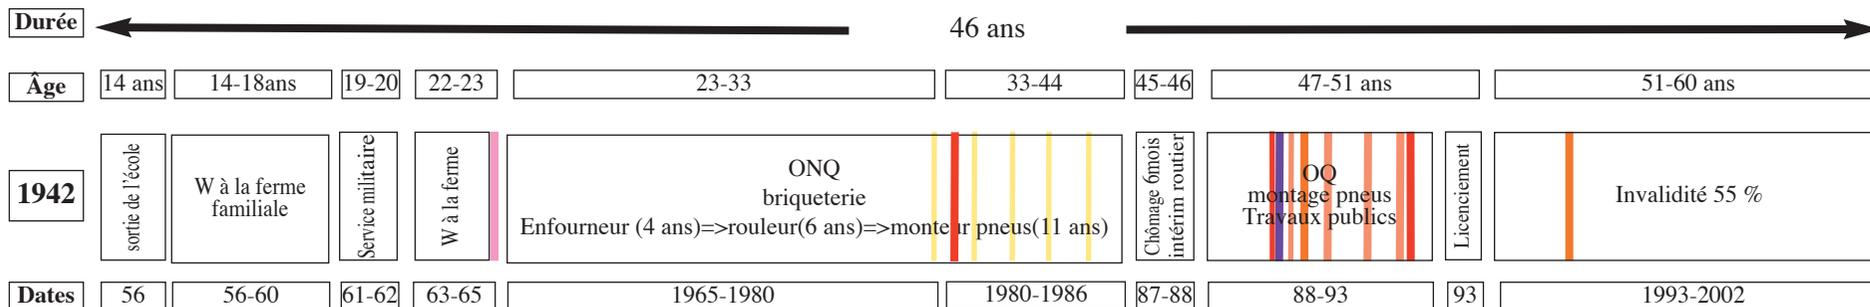 Durée 46 ans
Âge 14 ans 14-18ans 19-20 22-23 23-33 33-44 45-46 47-51 ans 51-60 ans
1942
sortie de l'école
W à la ferme
familiale
Service militaire
W à la ferme
ONQ
briqueterie
Enfourneur (4 ans)=>rouleur(6 ans)=>monteur pneus(11 ans)
Chômage 6mois
intérim routier
OQ
montage pneus
Travaux publics
Licenciement
Invalidité 55 %
Dates 56 56-60 61-62 63-65 1965-1980 1980-1986 87-88 88-93 93 1993-2002